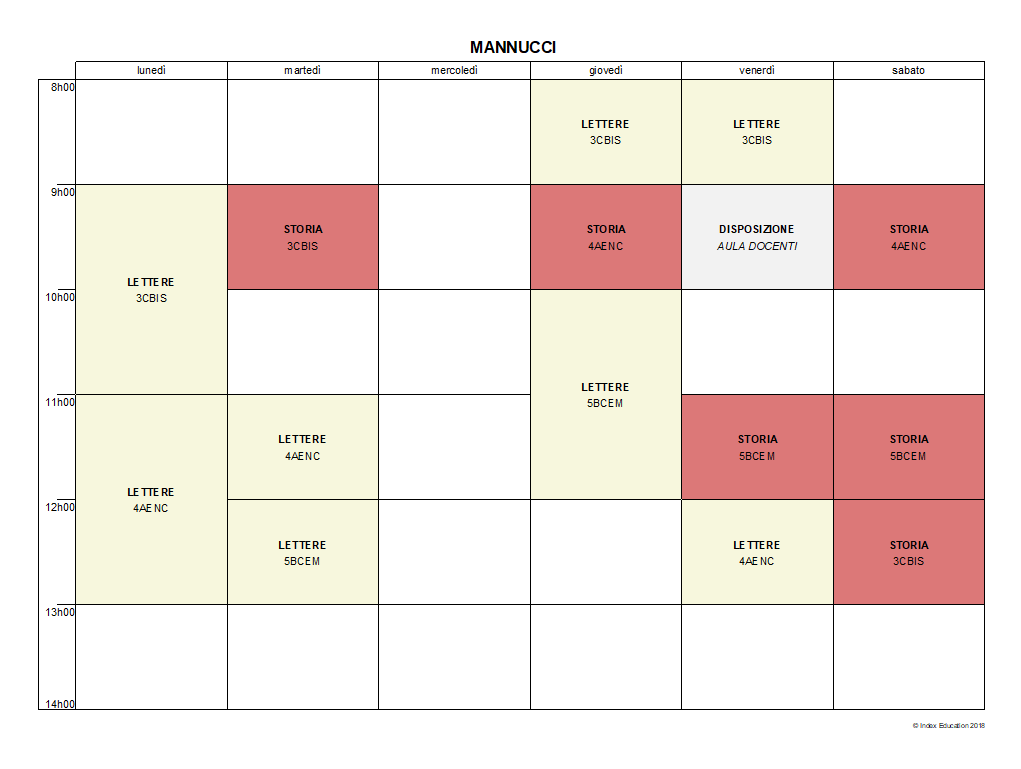 MANNUCCI
lunedì martedì mercoledì giovedì venerdì sabato
8h00
LETTERE
3CBIS
LETTERE
3CBIS
9h00
LETTERE
3CBIS
STORIA
3CBIS
STORIA
4AENC
DISPOSIZIONE
AULA DOCENTI
STORIA
4AENC
10h00
LETTERE
5BCEM
11h00
LETTERE
4AENC
LETTERE
4AENC
STORIA
5BCEM
STORIA
5BCEM
12h00
LETTERE
5BCEM
LETTERE
4AENC
STORIA
3CBIS
13h00
14h00
© Index Education 2018